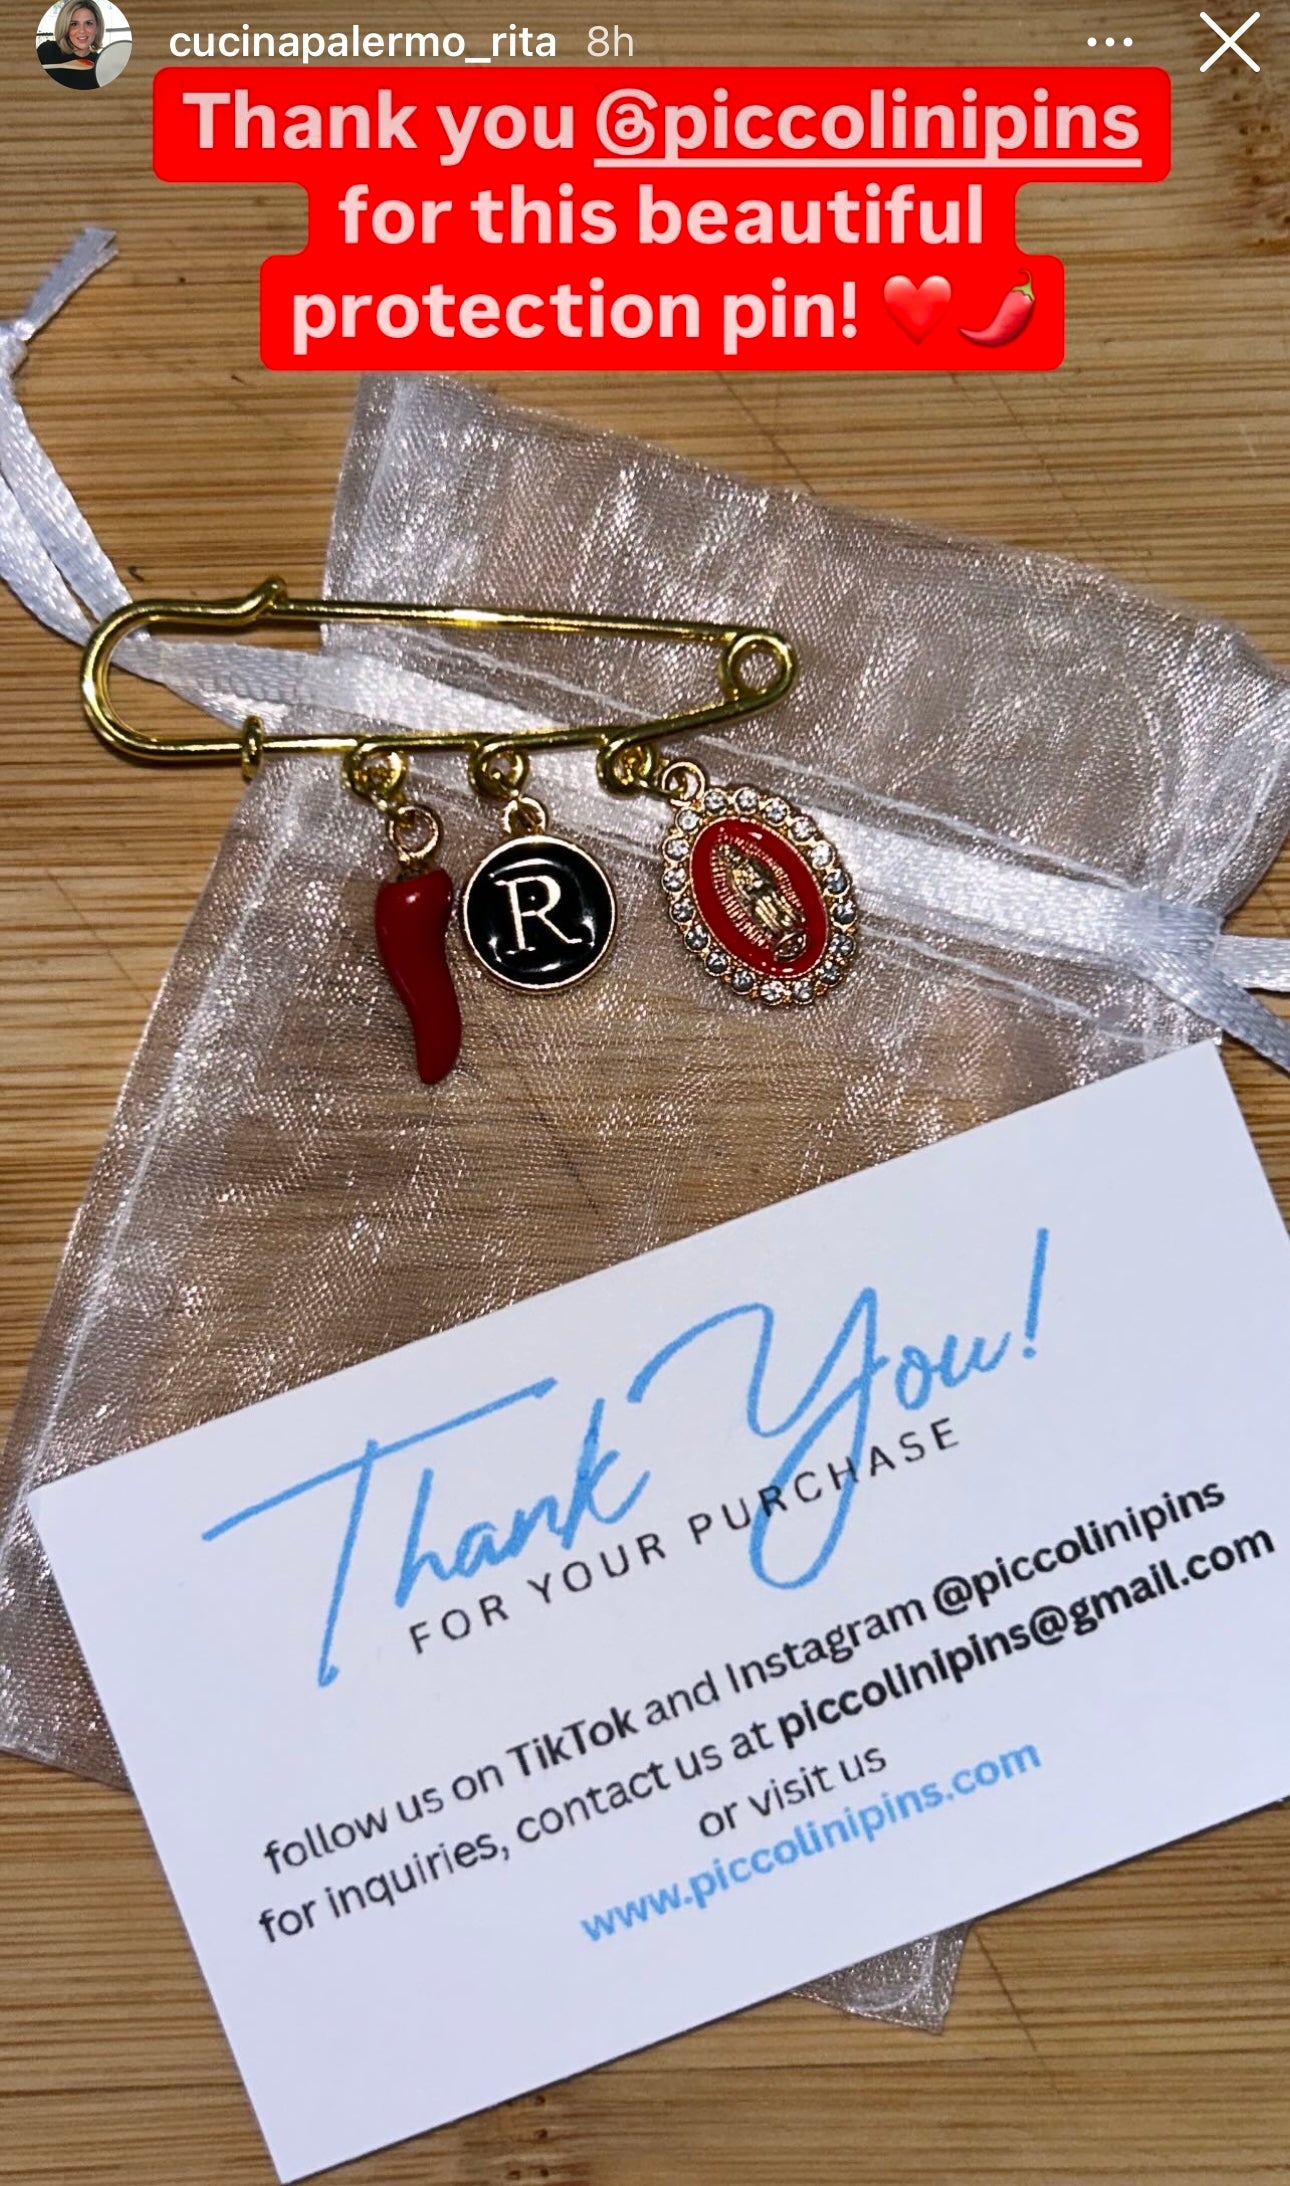 cucinapalermo_rita 8h
Thank you @piccolinipins
for this beautiful
protection pin! ❤️🌶️
R
Thank You!
FOR YOUR PURCHASE
follow us on TikTok and Instagram @piccolinipins
for inquiries, contact us at piccolinipins@gmail.com
or visit us
www.piccolinipins.com